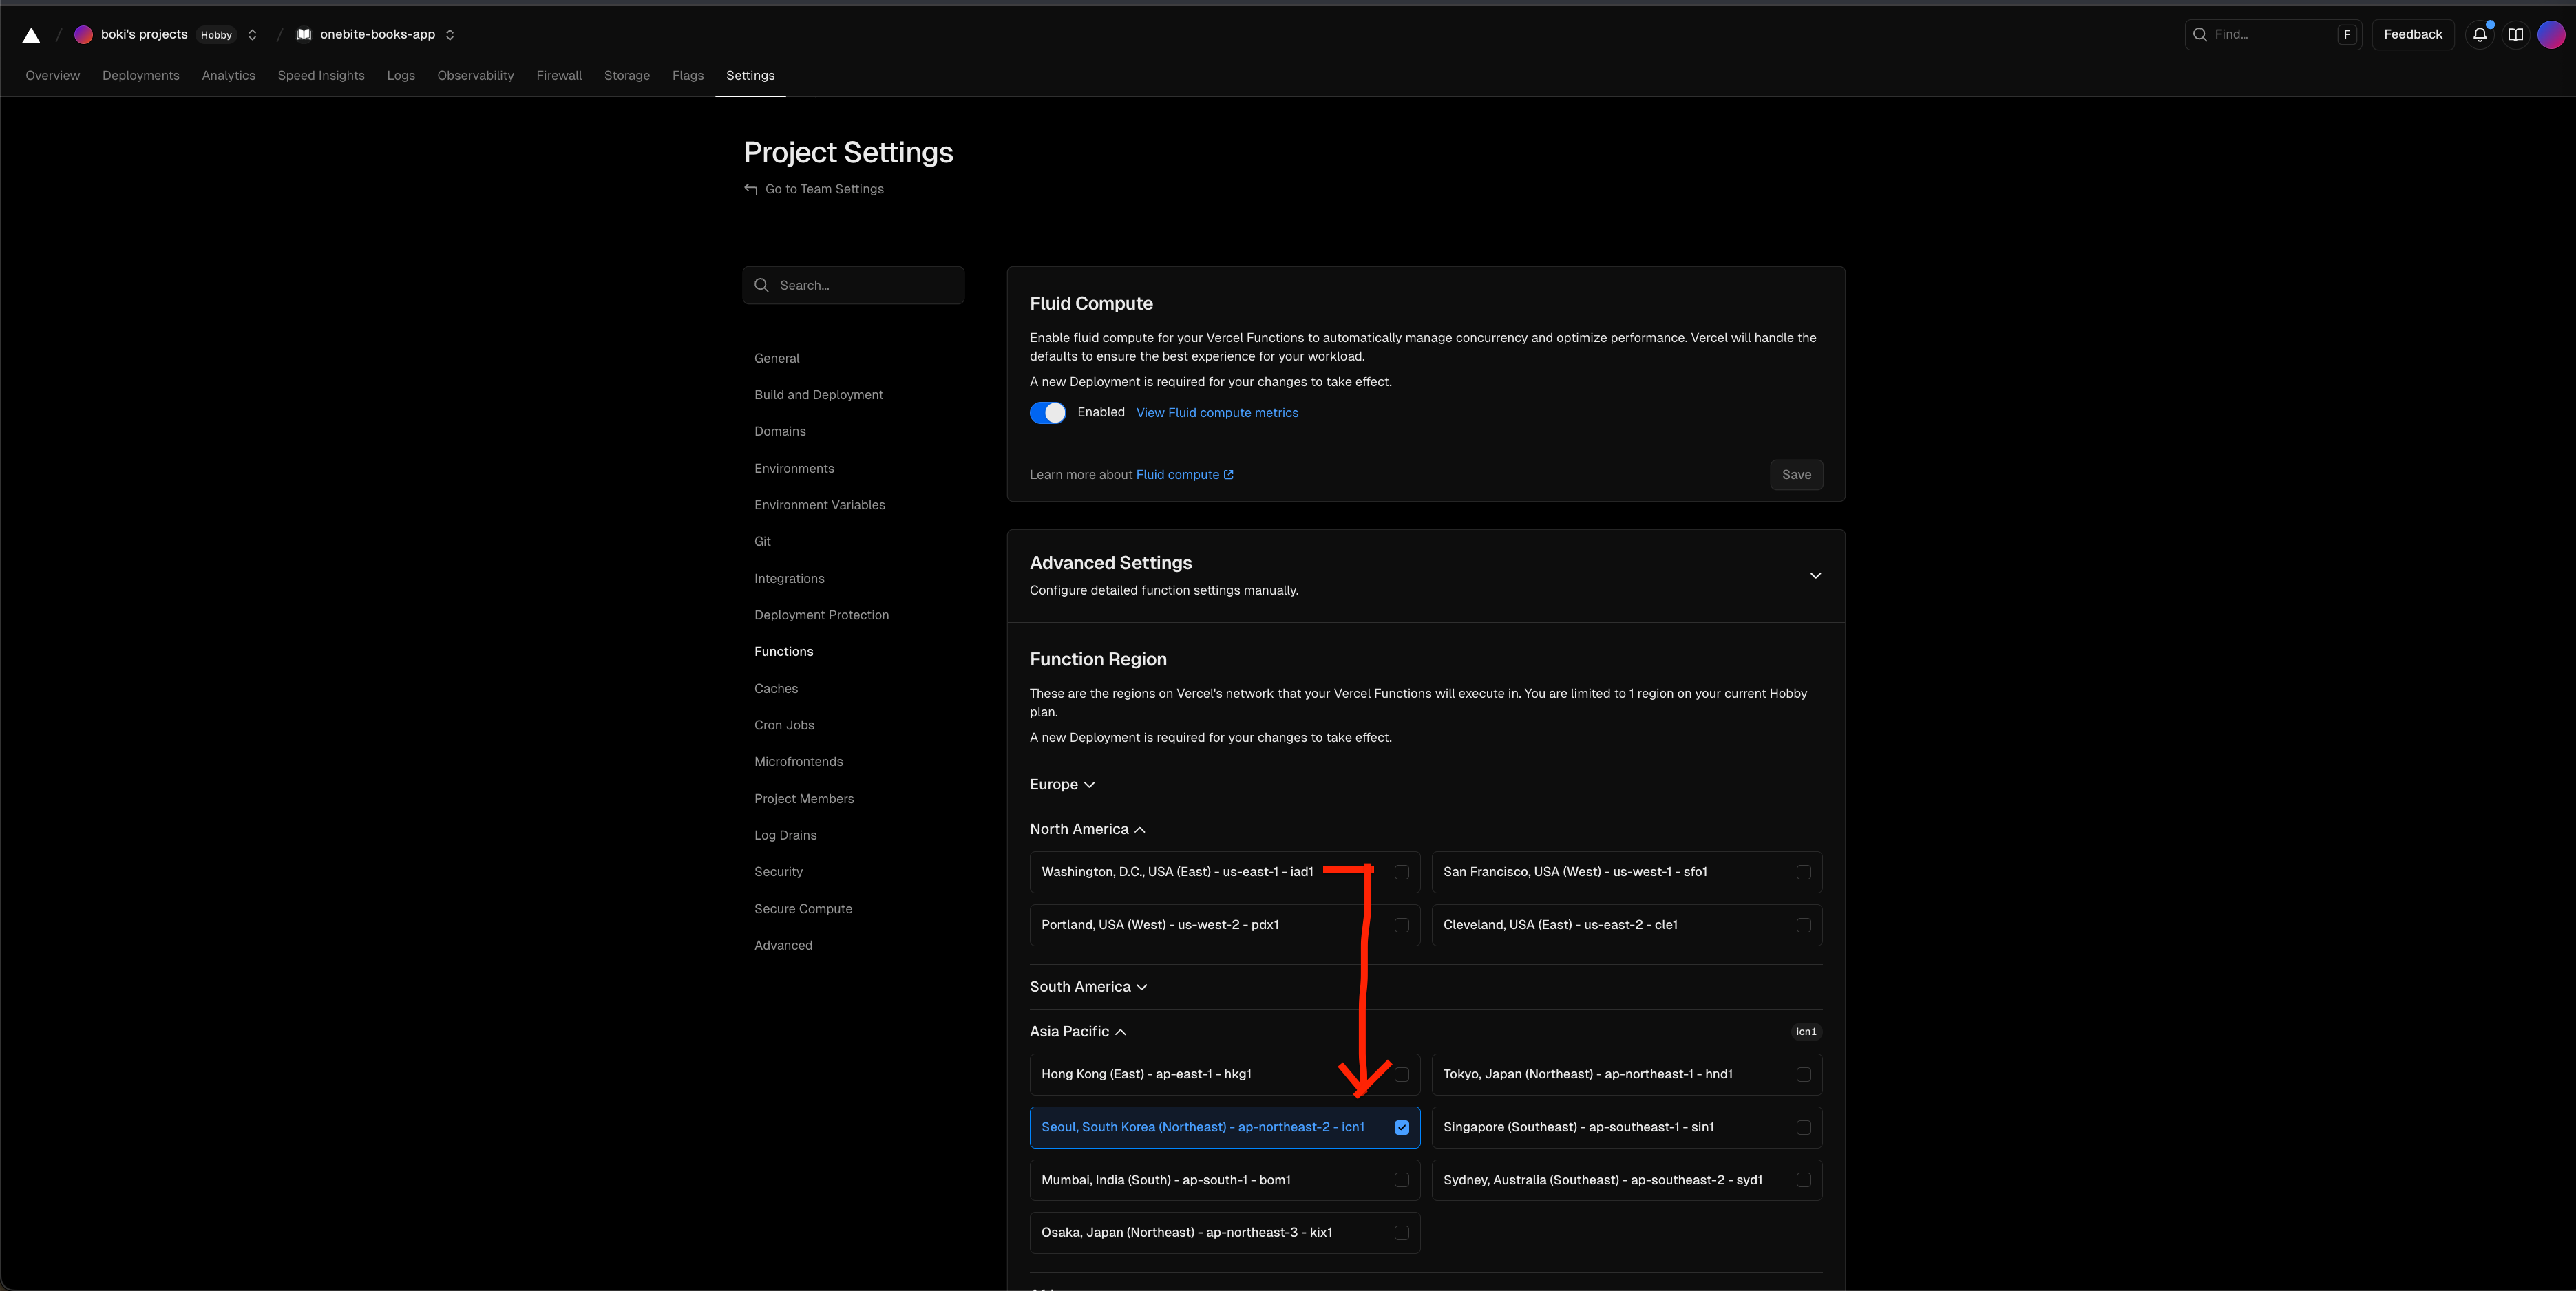 boki's projects Hobby
onebite-books-app
Find...
F
Feedback
Overview Deployments Analytics Speed Insights Logs Observability Firewall Storage Flags Settings
Project Settings
Go to Team Settings
Search...
General
Build and Deployment
Domains
Environments
Environment Variables
Git
Integrations
Deployment Protection
Functions
Caches
Cron Jobs
Microfrontends
Project Members
Log Drains
Security
Secure Compute
Advanced
Fluid Compute
Enable fluid compute for your Vercel Functions to automatically manage concurrency and optimize performance. Vercel will handle the
defaults to ensure the best experience for your workload.
A new Deployment is required for your changes to take effect.
Enabled View Fluid compute metrics
Learn more about Fluid compute
Save
Advanced Settings
Configure detailed function settings manually.
Function Region
These are the regions on Vercel's network that your Vercel Functions will execute in. You are limited to 1 region on your current Hobby
plan.
A new Deployment is required for your changes to take effect.
Europe
North America
Washington, D.C., USA (East) - us-east-1 - iad1
San Francisco, USA (West) - us-west-1 - sfo1
Portland, USA (West) - us-west-2 - pdx1
Cleveland, USA (East) - us-east-2 - cle1
South America
Asia Pacific
icn1
Hong Kong (East) - ap-east-1 - hkg1
Tokyo, Japan (Northeast) - ap-northeast-1 - hnd1
Seoul, South Korea (Northeast) - ap-northeast-2 - icn1
Singapore (Southeast) - ap-southeast-1 - sin1
Mumbai, India (South) - ap-south-1 - bom1
Sydney, Australia (Southeast) - ap-southeast-2 - syd1
Osaka, Japan (Northeast) - ap-northeast-3 - kix1